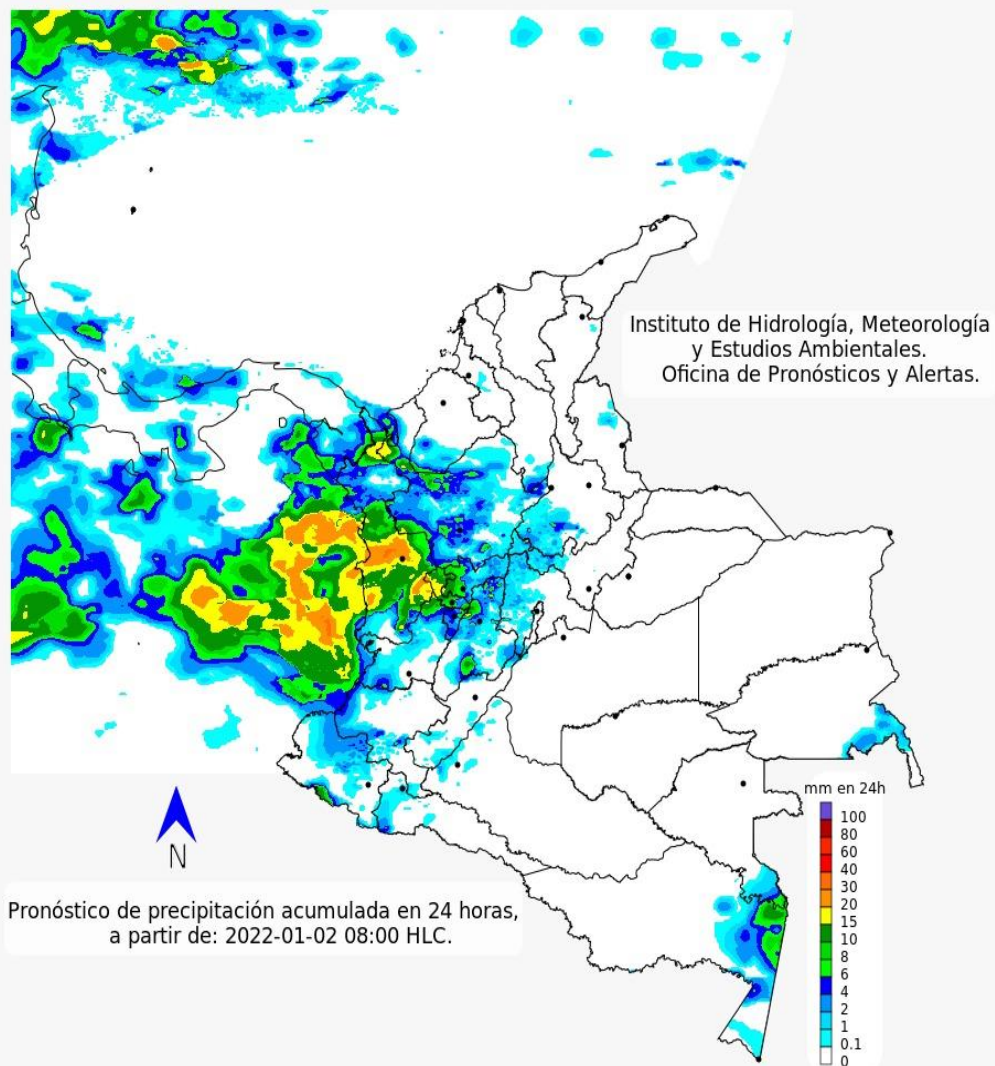 Instituto de Hidrología, Meteorología
y Estudios Ambientales.
Oficina de Pronósticos y Alertas.
mm en 24h
100
80
60
40
30
20
15
10
8
6
4
2
1
0.1
0
N
Pronóstico de precipitación acumulada en 24 horas,
a partir de: 2022-01-02 08:00 HLC.